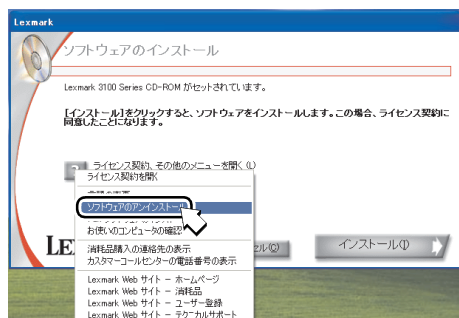 Lexmark
ソフトウェアのインストール
Lexmark 3100 Series CD-ROM がセットされています。
[インストール]をクリックすると、ソフトウェアをインストールします。この場合、ライセンス契約に
同意したことになります。
ライセンス契約、その他のメニューを開く (L)
ライセンス契約を開く
ソフトウェアのアンインストール
お使いのコンピュータの確認
消耗品購入の連絡先の表示
カスタマーコールセンターの電話番号の表示
Lexmark Web サイト － ホームページ
Lexmark Web サイト － 消耗品
Lexmark Web サイト － ユーザー登録
Lexmark Web サイト － テクニカルサポート
LE
セル(C)
インストール(I)